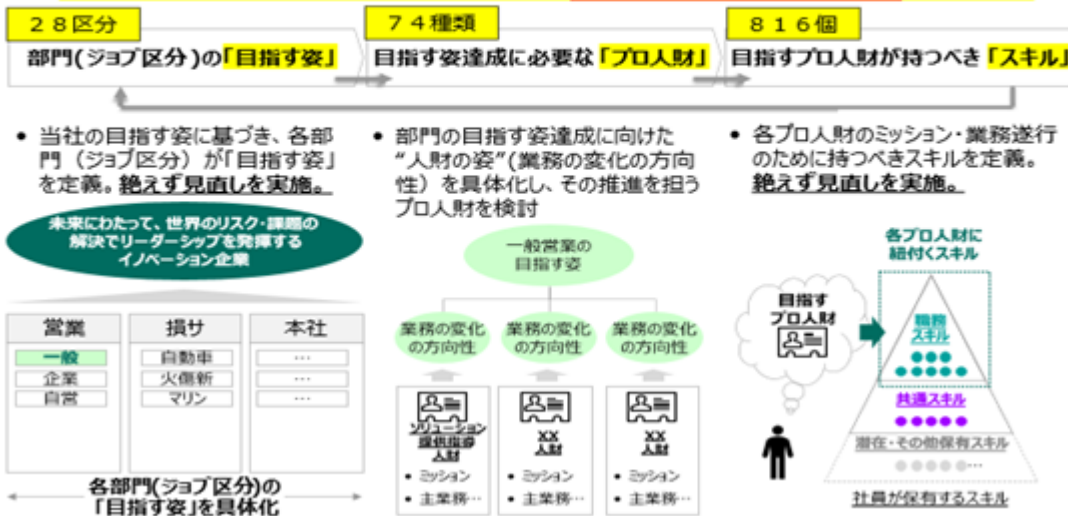 28区分
74種類
816個
部門(ジョブ区分)の「目指す姿」
目指す姿達成に必要な「プロ人財」
目指すプロ人財が持つべき「スキル」
• 当社の目指す姿に基づき、各部
門（ジョブ区分）が「目指す姿」
を定義。絶えず見直しを実施。
未来にわたって、世界のリスク・課題の
解決でリーダーシップを発揮する
イノベーション企業
営業
一般
企業
自営
損サ
自動車
火傷新
マリン
本社
…
…
各部門(ジョブ区分)の
「目指す姿」を具体化
• 部門の目指す姿達成に向けた
“人財の姿”(業務の変化の方向
性）を具体化し、その推進を担う
プロ人財を検討
一般営業の
目指す姿
業務の変化
の方向性
業務の変化
の方向性
業務の変化
の方向性
ソリューション
提供指導
人財
• ミッション
• 主業務…
XX
人財
• ミッション
• 主業務…
XX
人財
• ミッション
• 主業務…
• 各プロ人財のミッション・業務遂行
のために持つべきスキルを定義。
絶えず見直しを実施。
各プロ人財に
紐付くスキル
目指す
プロ人財
職務
スキル
共通スキル
潜在・その他保有スキル
…
社員が保有するスキル